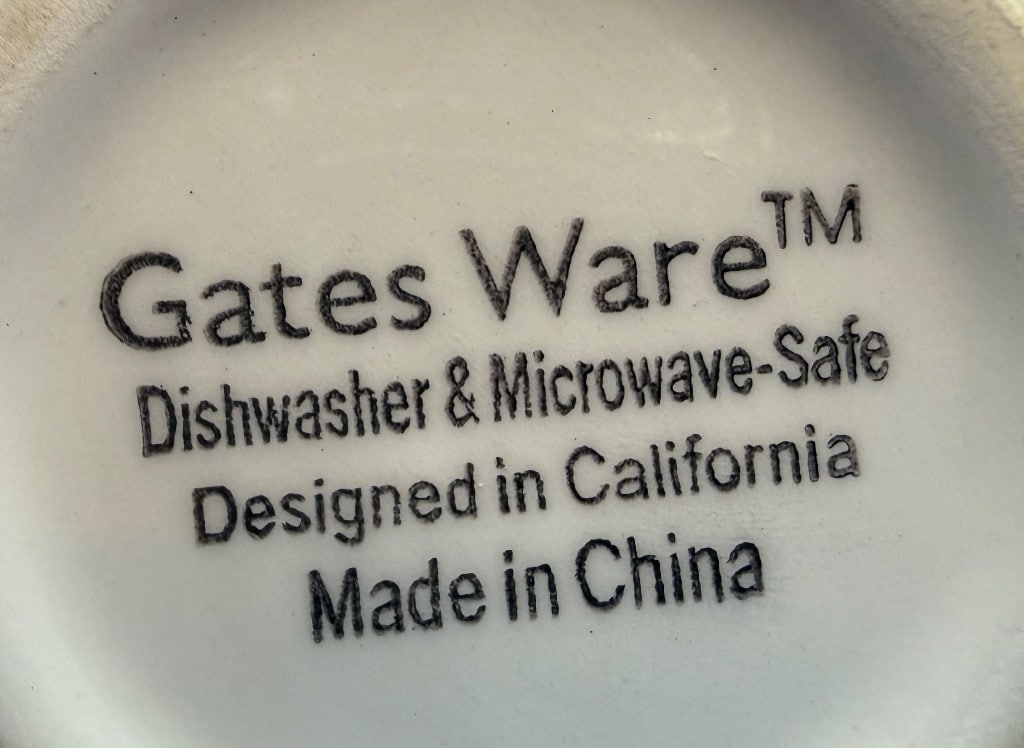 Gates Ware™
Dishwasher & Microwave-Safe
Designed in California
Made in China